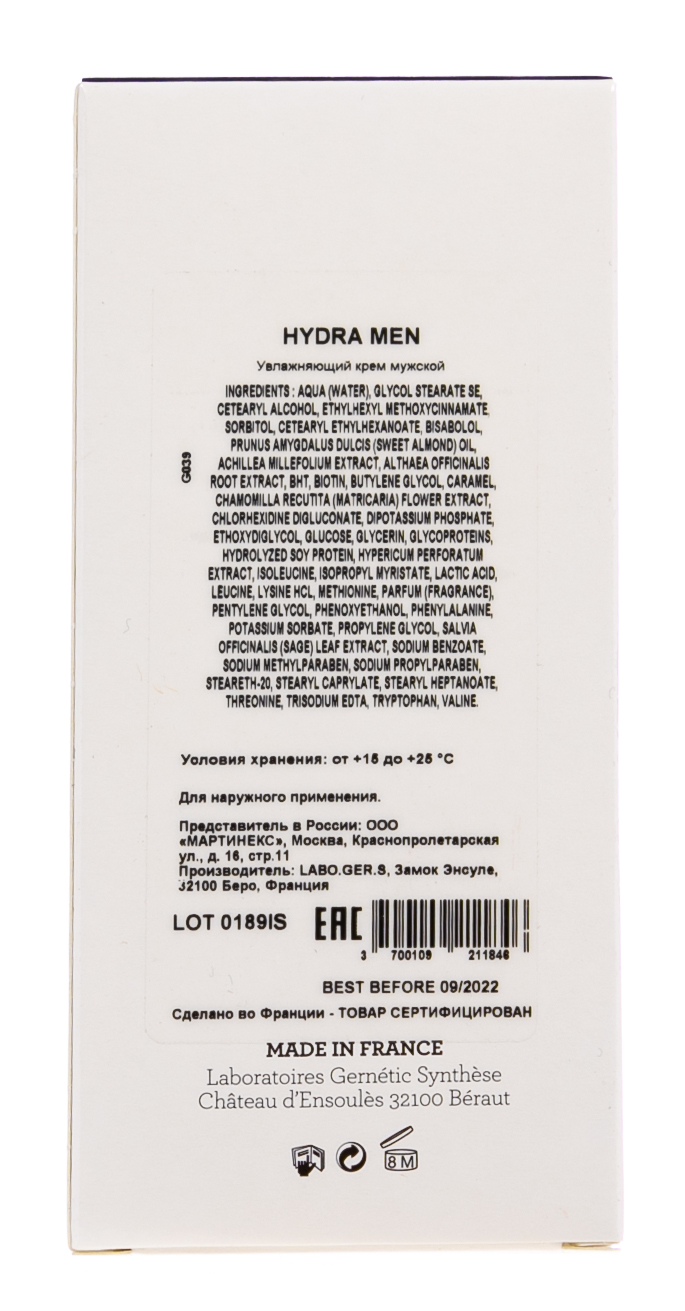 HYDRA MEN
Увлажняющий крем мужской
INGREDIENTS : AQUA (WATER), GLYCOL STEARATE SE,
CETEARYL ALCOHOL, ETHYLHEXYL METHOXYCINNAMATE,
SORBITOL, CETEARYL ETHYLHEXANOATE, BISABOLOL,
PRUNUS AMYGDALUS DULCIS (SWEET ALMOND) OIL,
ACHILLEA MILLEFOLIUM EXTRACT, ALTHAEA OFFICINALIS
ROOT EXTRACT, BHT, BIOTIN, BUTYLENE GLYCOL, CARAMEL,
CHAMOMILLA RECUTITA (MATRICARIA) FLOWER EXTRACT,
CHLORHEXIDINE DIGLUCONATE, DIPOTASSIUM PHOSPHATE,
ETHOXYDIGLYCOL, GLUCOSE, GLYCERIN, GLYCOPROTEINS,
HYDROLYZED SOY PROTEIN, HYPERICUM PERFORATUM
EXTRACT, ISOLEUCINE, ISOPROPYL MYRISTATE, LACTIC ACID,
LEUCINE, LYSINE HCL, METHIONINE, PARFUM (FRAGRANCE),
PENTYLENE GLYCOL, PHENOXYETHANOL, PHENYLALANINE,
POTASSIUM SORBATE, PROPYLENE GLYCOL, SALVIA
OFFICINALIS (SAGE) LEAF EXTRACT, SODIUM BENZOATE,
SODIUM METHYLPARABEN, SODIUM PROPYLPARABEN,
STEARETH-20, STEARYL CAPRYLATE, STEARYL HEPTANOATE,
THREONINE, TRISODIUM EDTA, TRYPTOPHAN, VALINE.
G039
Условия хранения: от +15 до +25 °C
Для наружного применения.
Представитель в России: ООО
«МАРТИНЕКС», Москва, Краснопролетарская
ул., д. 16, стр.11
Производитель: LABO.GER.S, Замок Энсуле,
32100 Беро, Франция
LOT 0189IS
EAC
3 700109 211846
BEST BEFORE 09/2022
Сделано во Франции - ТОВАР СЕРТИФИЦИРОВАН
MADE IN FRANCE
Laboratoires Gernétic Synthèse
Château d'Ensoulès 32100 Béraut
8 M